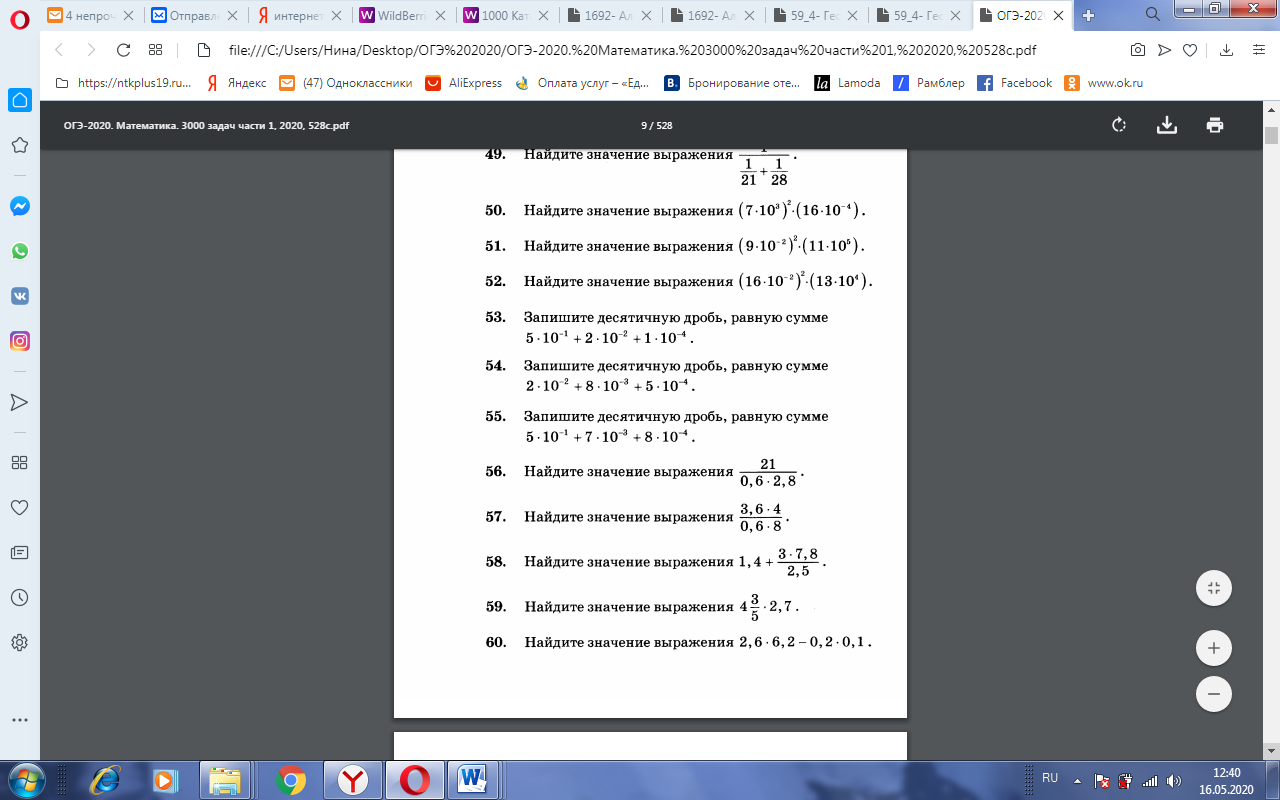 4 непроч
Отправл
интернет
WildBerri
1000 Кат
1692- Ал
1692- Ал
59_4- Гео
59_4- Гео
ОГЭ-2020
file:///C:/Users/Нина/Desktop/ОГЭ%202020/ОГЭ-2020.%20Математика.%203000%20задач%20части%201,%202020,%20528с.pdf
https://ntkplus19.ru... Яндекс (47) Одноклассники AliExpress Оплата услуг – «Ед... Бронирование оте... Lamoda Рамблер Facebook www.ok.ru
ОГЭ-2020. Математика. 3000 задач части 1, 2020, 528с.pdf 9 / 528
49. Найдите значение выражения 1/(1/21 + 1/28).
50. Найдите значение выражения (7·10³)²·(16·10⁻⁴).
51. Найдите значение выражения (9·10⁻²)²·(11·10⁵).
52. Найдите значение выражения (16·10⁻²)²·(13·10⁴).
53. Запишите десятичную дробь, равную сумме
5·10⁻¹ + 2·10⁻² + 1·10⁻⁴.
54. Запишите десятичную дробь, равную сумме
2·10⁻² + 8·10⁻³ + 5·10⁻⁴.
55. Запишите десятичную дробь, равную сумме
5·10⁻¹ + 7·10⁻³ + 8·10⁻⁴.
56. Найдите значение выражения 21/(0,6·2,8).
57. Найдите значение выражения (3,6·4)/(0,6·8).
58. Найдите значение выражения 1,4 + (3·7,8)/2,5.
59. Найдите значение выражения 4 3/5 · 2,7.
60. Найдите значение выражения 2,6·6,2 – 0,2·0,1.
RU
12:40
16.05.2020